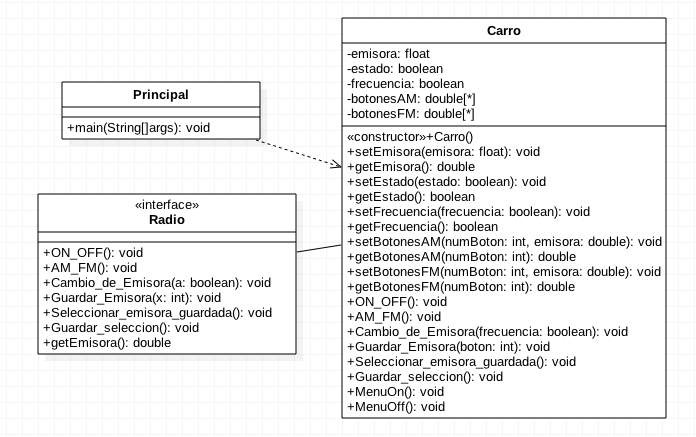 Principal
+main(String[]args): void
«interface»
Radio
+ON_OFF(): void
+AM_FM(): void
+Cambio_de_Emisora(a: boolean): void
+Guardar_Emisora(x: int): void
+Seleccionar_emisora_guardada(): void
+Guardar_seleccion(): void
+getEmisora(): double
Carro
-emisora: float
-estado: boolean
-frecuencia: boolean
-botonesAM: double[*]
-botonesFM: double[*]
«constructor»+Carro()
+setEmisora(emisora: float): void
+getEmisora(): double
+setEstado(estado: boolean): void
+getEstado(): boolean
+setFrecuencia(frecuencia: boolean): void
+getFrecuencia(): boolean
+setBotonesAM(numBoton: int, emisora: double): void
+getBotonesAM(numBoton: int): double
+setBotonesFM(numBoton: int, emisora: double): void
+getBotonesFM(numBoton: int): double
+ON_OFF(): void
+AM_FM(): void
+Cambio_de_Emisora(frecuencia: boolean): void
+Guardar_Emisora(boton: int): void
+Seleccionar_emisora_guardada(): void
+Guardar_seleccion(): void
+MenuOn(): void
+MenuOff(): void